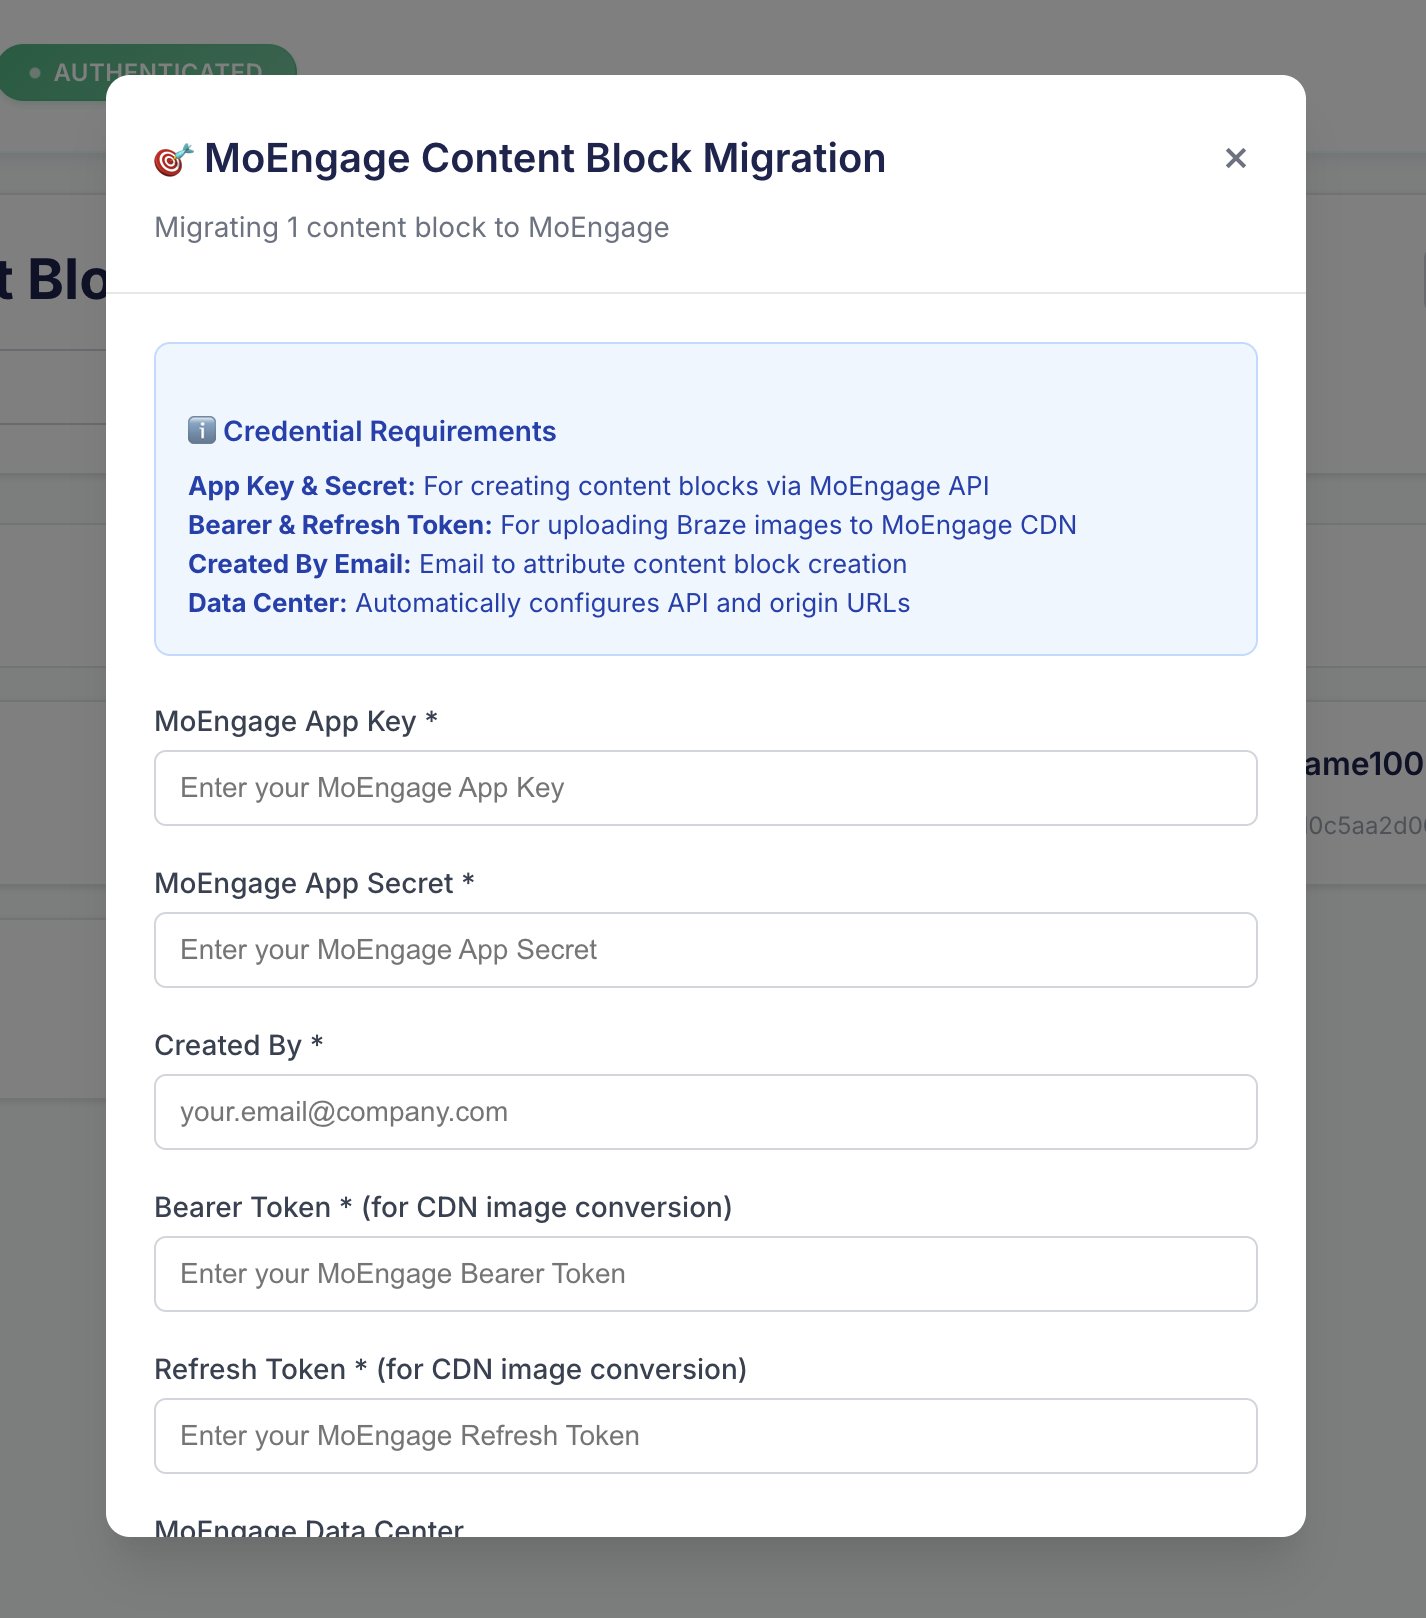 AUTHENTICATED
MoEngage Content Block Migration
Migrating 1 content block to MoEngage
t Blo
Credential Requirements
App Key & Secret: For creating content blocks via MoEngage API
Bearer & Refresh Token: For uploading Braze images to MoEngage CDN
Created By Email: Email to attribute content block creation
Data Center: Automatically configures API and origin URLs
MoEngage App Key *
Enter your MoEngage App Key
ame100
0c5aa2d0
MoEngage App Secret *
Enter your MoEngage App Secret
Created By *
your.email@company.com
Bearer Token * (for CDN image conversion)
Enter your MoEngage Bearer Token
Refresh Token * (for CDN image conversion)
Enter your MoEngage Refresh Token
MoEngage Data Center